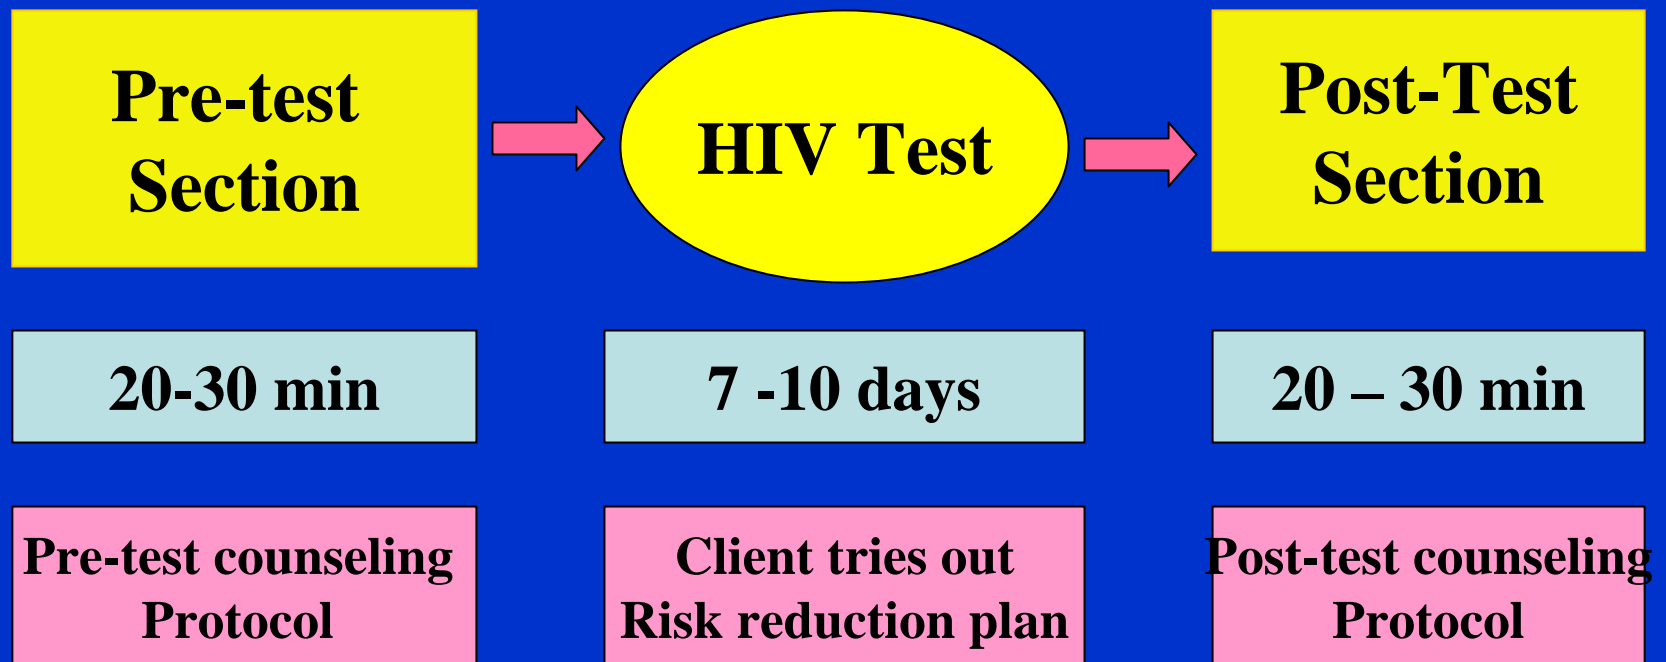 Pre-test
Section
HIV Test
Post-Test
Section
20-30 min
7 -10 days
20 – 30 min
Pre-test counseling
Protocol
Client tries out
Risk reduction plan
Post-test counseling
Protocol